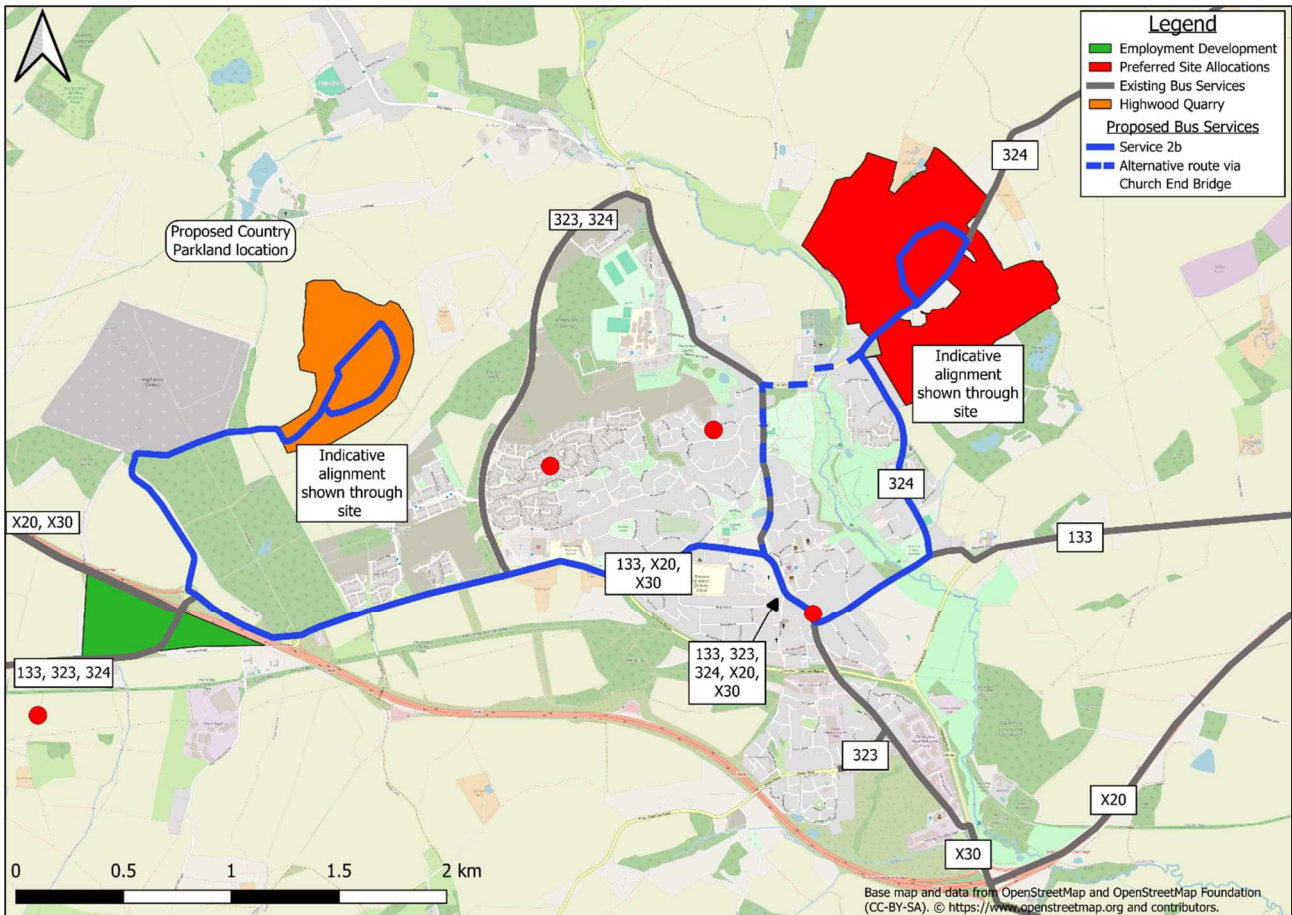 Legend
Employment Development
Preferred Site Allocations
Existing Bus Services
Highwood Quarry
Proposed Bus Services
Service 2b
Alternative route via
Church End Bridge
324
323, 324
Proposed Country
Parkland location
Indicative
alignment
shown through
site
Indicative
alignment
shown through
site
324
X20, X30
133
133, X20,
X30
133, 323, 324
133, 323,
324, X20,
X30
323
X20
X30
0 0.5 1 1.5 2 km
Base map and data from OpenStreetMap and OpenStreetMap Foundation
(CC-BY-SA). © https://www.openstreetmap.org and contributors.